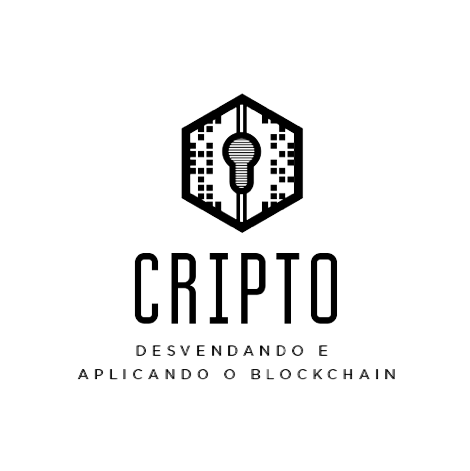 CRIPTO
DESVENDANDO E
APLICANDO O BLOCKCHAIN